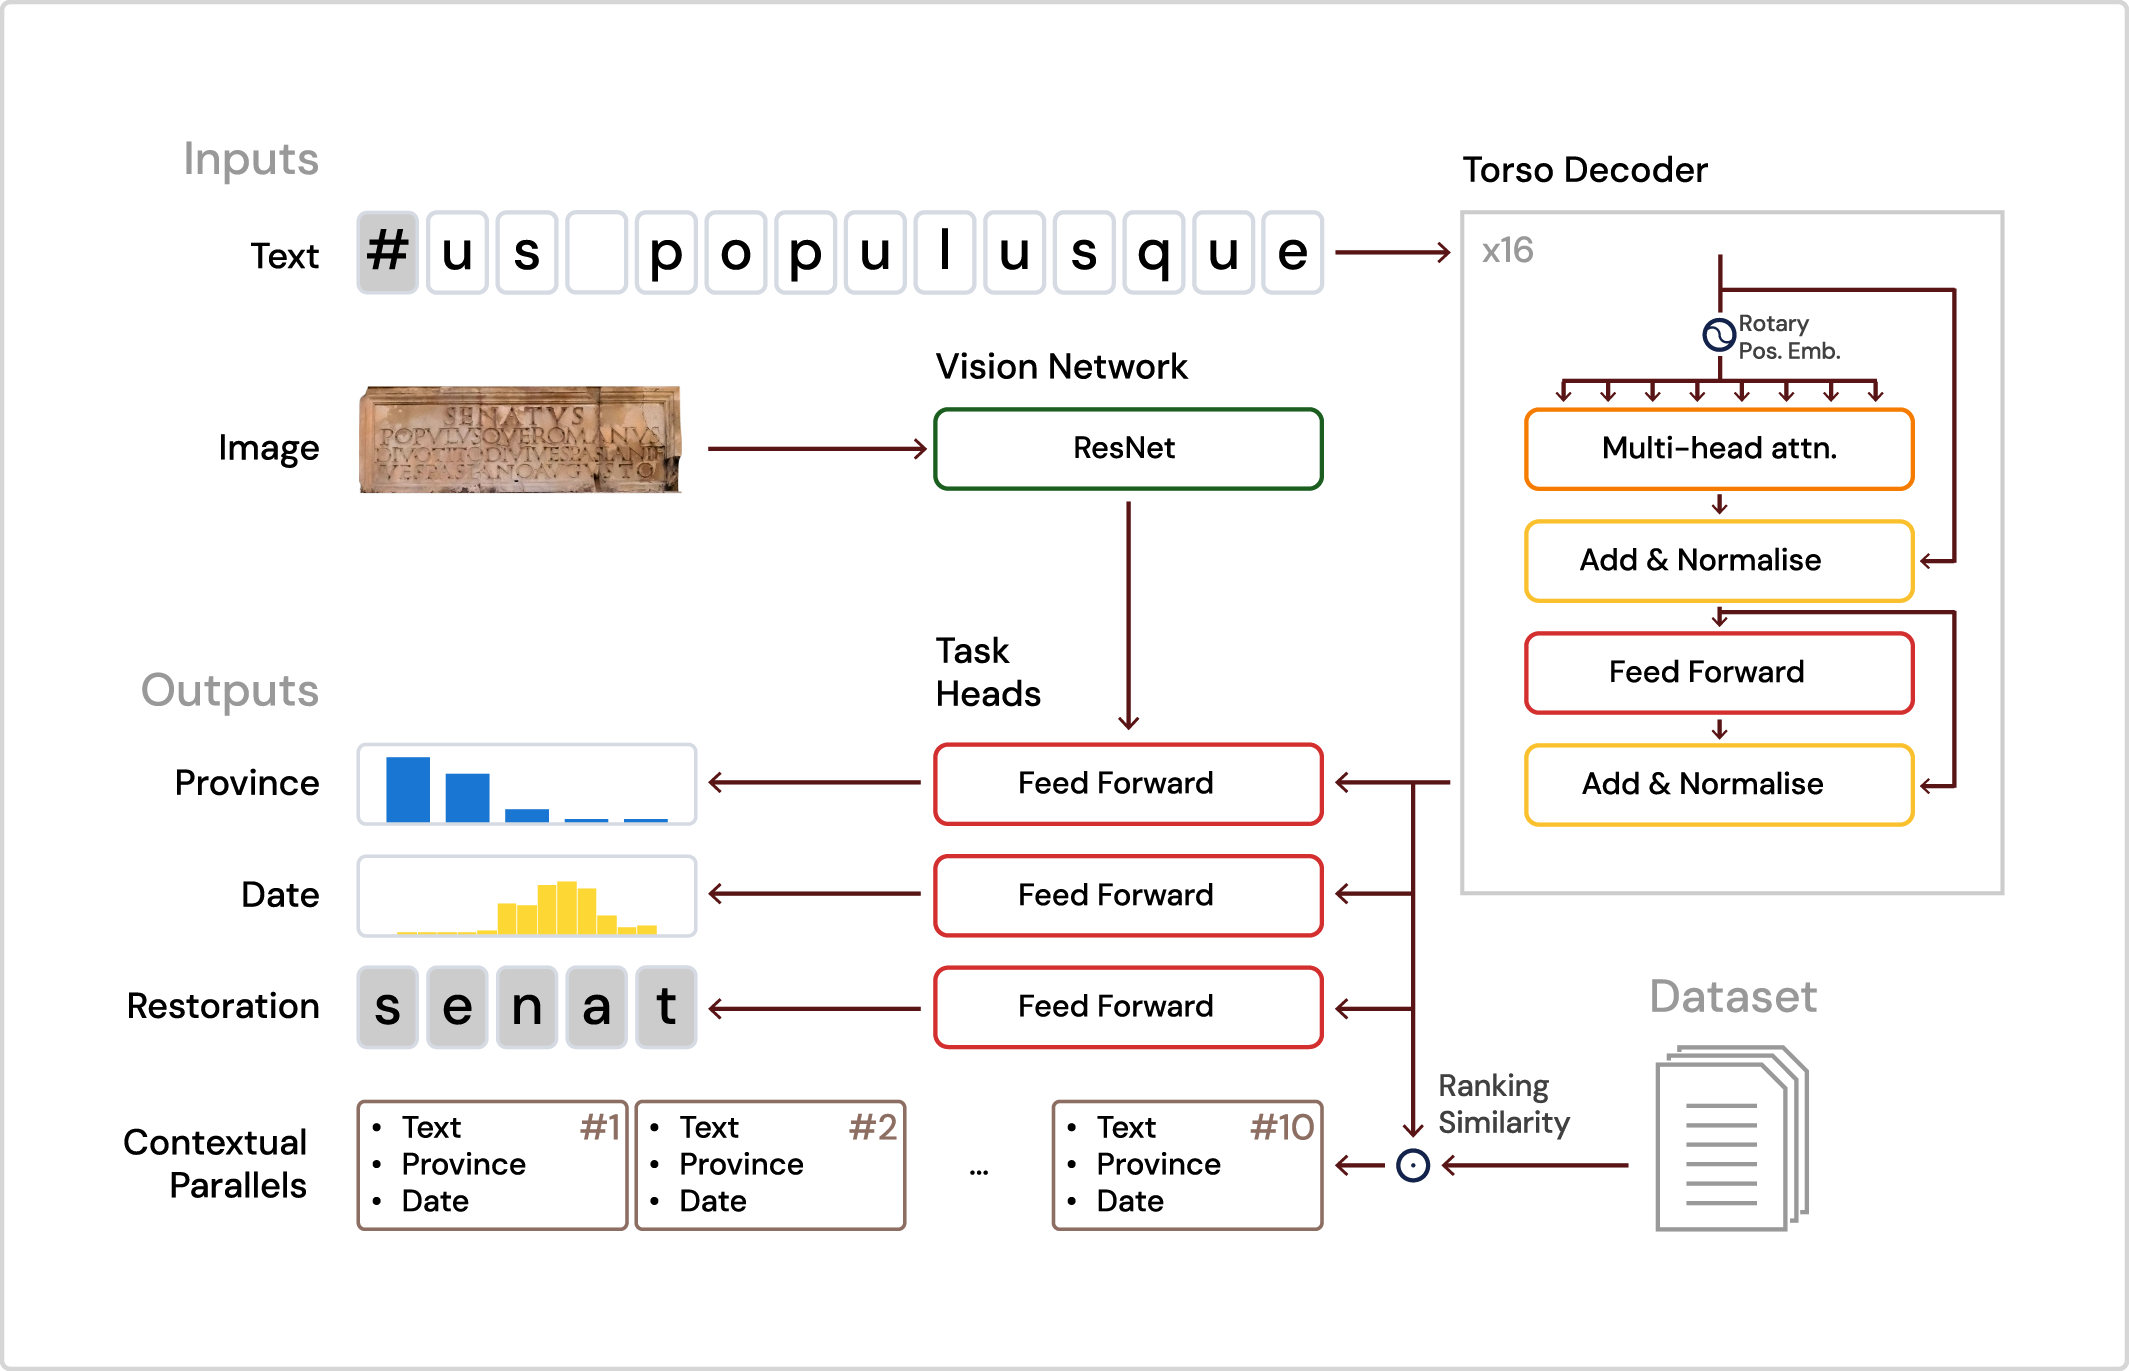 Inputs
Text
# u s p o p u l u s q u e
Torso Decoder
x16
Rotary
Pos. Emb.
Multi-head attn.
Add & Normalise
Feed Forward
Add & Normalise
Image
SENATVS
POPVLVSQVEROMANVS
DIVOTITODIVIVESPASIANIF
VESPASIANOAVGVSTO
Vision Network
ResNet
Task
Heads
Outputs
Province
Feed Forward
Date
Feed Forward
Restoration
s e n a t
Feed Forward
Dataset
Ranking
Similarity
Contextual
Parallels
#1
• Text
• Province
• Date
#2
• Text
• Province
• Date
...
#10
• Text
• Province
• Date